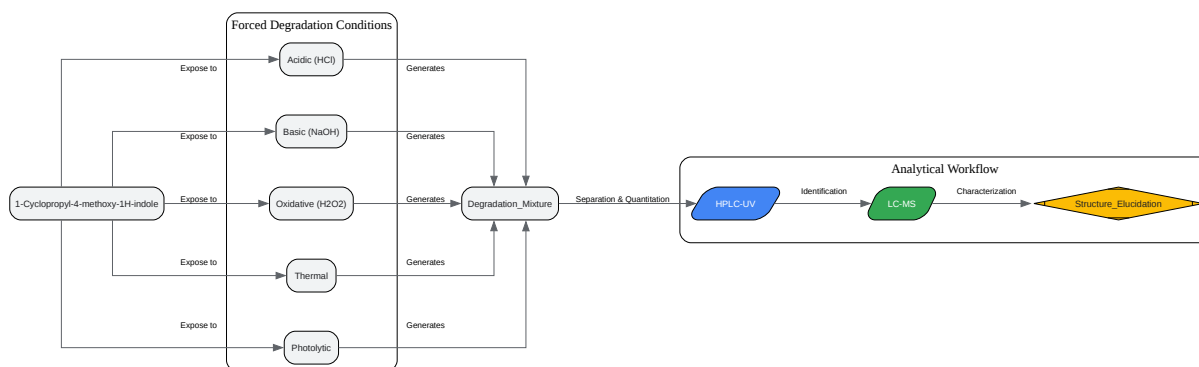 Forced Degradation Conditions
Acidic (HCl)
Expose to
Generates
Basic (NaOH)
Expose to
Generates
Analytical Workflow
1-Cyclopropyl-4-methoxy-1H-indole
Expose to
Oxidative (H2O2)
Generates
Degradation_Mixture
Separation & Quantitation
HPLC-UV
Identification
LC-MS
Characterization
Structure_Elucidation
Expose to
Generates
Thermal
Expose to
Generates
Photolytic